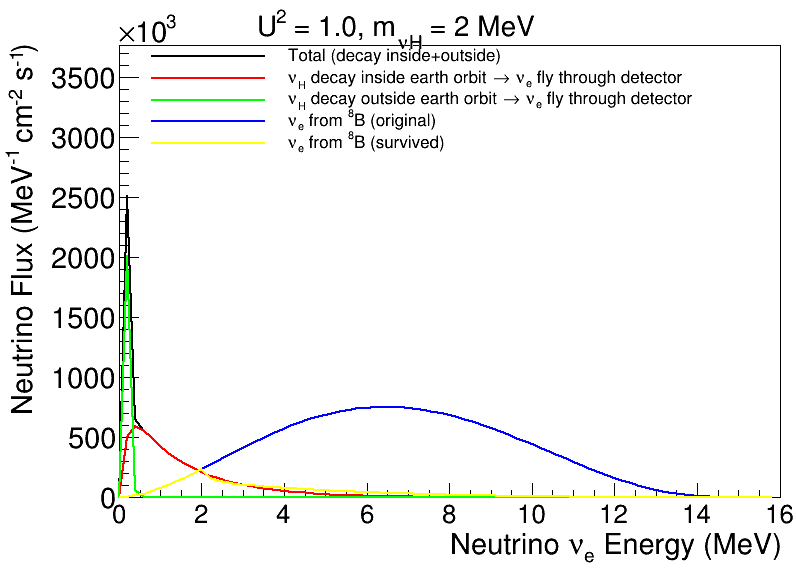 U² = 1.0, m_νH = 2 MeV
×10³
Total (decay inside+outside)
ν_H decay inside earth orbit → ν_e fly through detector
ν_H decay outside earth orbit → ν_e fly through detector
ν_e from ⁸B (original)
ν_e from ⁸B (survived)
Neutrino Flux (MeV⁻¹ cm⁻² s⁻¹)
3500
3000
2500
2000
1500
1000
500
0
0 2 4 6 8 10 12 14 16
Neutrino ν_e Energy (MeV)